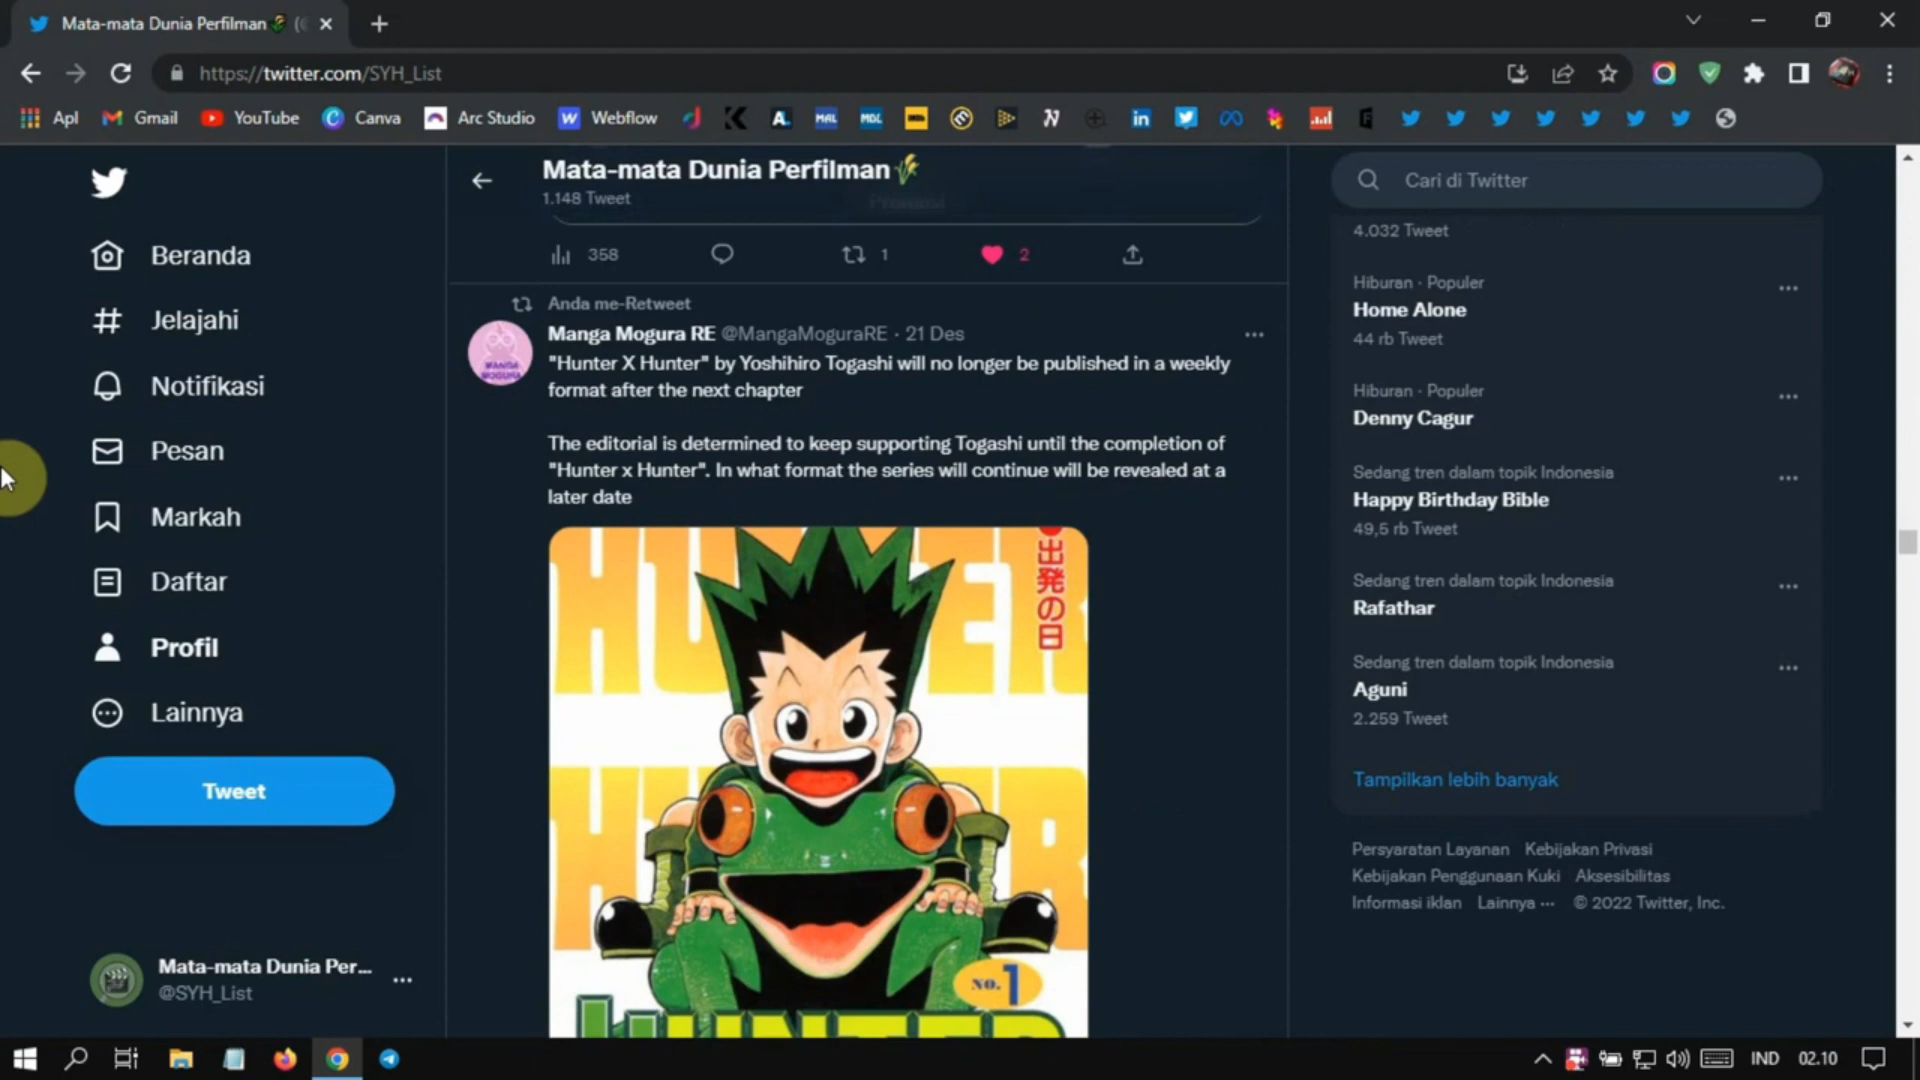 Mata-mata Dunia Perfilman
https://twitter.com/SYH_List
Apl
Gmail
YouTube
Canva
Arc Studio
Webflow
MAL
MDL
Mata-mata Dunia Perfilman
1.148 Tweet
Cari di Twitter
358
1
2
Anda me-Retweet
Manga Mogura RE @MangaMoguraRE · 21 Des
"Hunter X Hunter" by Yoshihiro Togashi will no longer be published in a weekly
format after the next chapter
The editorial is determined to keep supporting Togashi until the completion of
"Hunter x Hunter". In what format the series will continue will be revealed at a
later date
MANGA
MOGURA
HUNTER
HUNTER
出発の日
NO.1
HUNTER
Beranda
Jelajahi
Notifikasi
Pesan
Markah
Daftar
Profil
Lainnya
Tweet
Mata-mata Dunia Per...
@SYH_List
4.032 Tweet
Hiburan · Populer
Home Alone
44 rb Tweet
Hiburan · Populer
Denny Cagur
Sedang tren dalam topik Indonesia
Happy Birthday Bible
49,5 rb Tweet
Sedang tren dalam topik Indonesia
Rafathar
Sedang tren dalam topik Indonesia
Aguni
2.259 Tweet
Tampilkan lebih banyak
Persyaratan Layanan Kebijakan Privasi
Kebijakan Penggunaan Kuki Aksesibilitas
Informasi iklan Lainnya ··· © 2022 Twitter, Inc.
IND
02.10